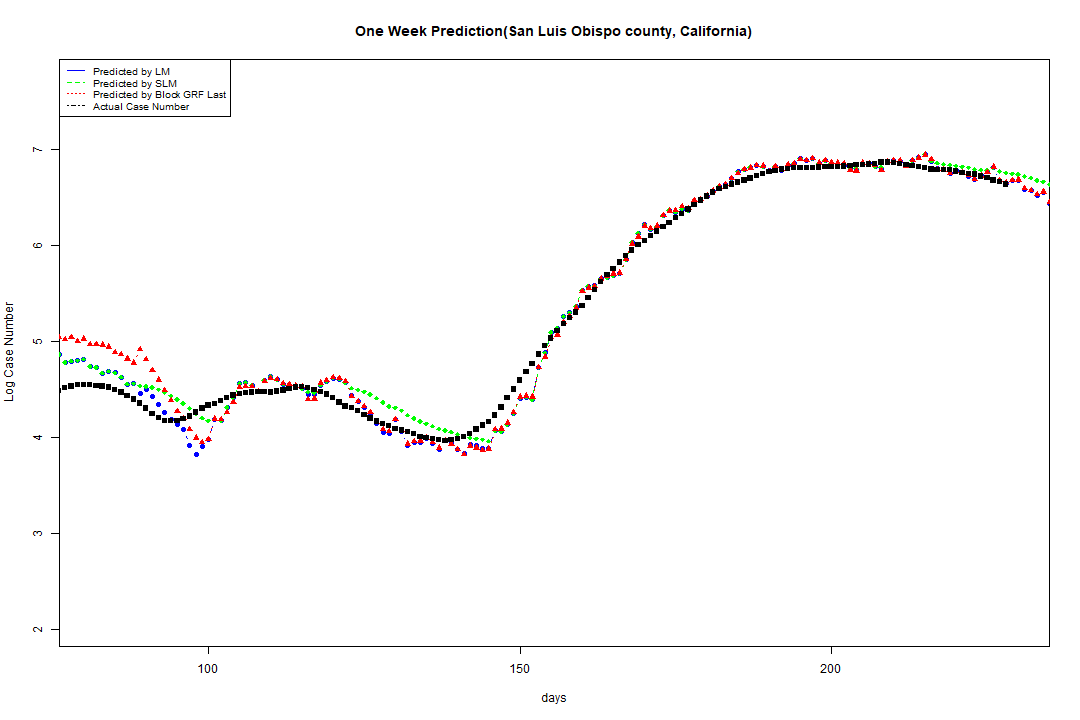 One Week Prediction(San Luis Obispo county, California)
Predicted by LM
Predicted by SLM
Predicted by Block GRF Last
Actual Case Number
7
6
5
4
3
2
Log Case Number
100
150
200
days